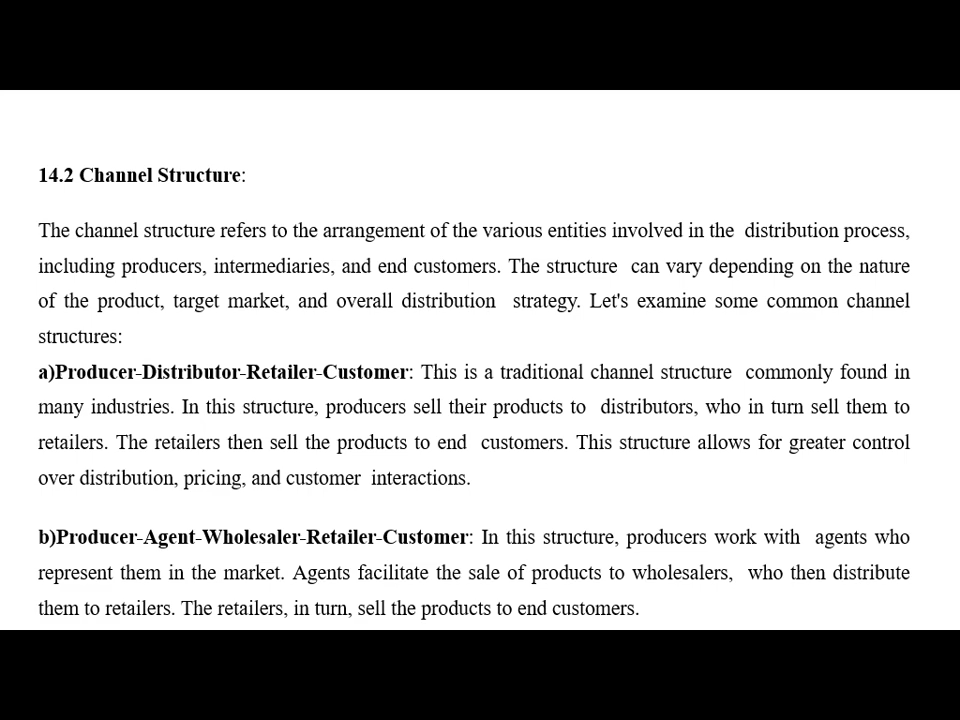 14.2 Channel Structure:
The channel structure refers to the arrangement of the various entities involved in the distribution process,
including producers, intermediaries, and end customers. The structure can vary depending on the nature
of the product, target market, and overall distribution strategy. Let's examine some common channel
structures:
a)Producer-Distributor-Retailer-Customer: This is a traditional channel structure commonly found in
many industries. In this structure, producers sell their products to distributors, who in turn sell them to
retailers. The retailers then sell the products to end customers. This structure allows for greater control
over distribution, pricing, and customer interactions.
b)Producer-Agent-Wholesaler-Retailer-Customer: In this structure, producers work with agents who
represent them in the market. Agents facilitate the sale of products to wholesalers, who then distribute
them to retailers. The retailers, in turn, sell the products to end customers.